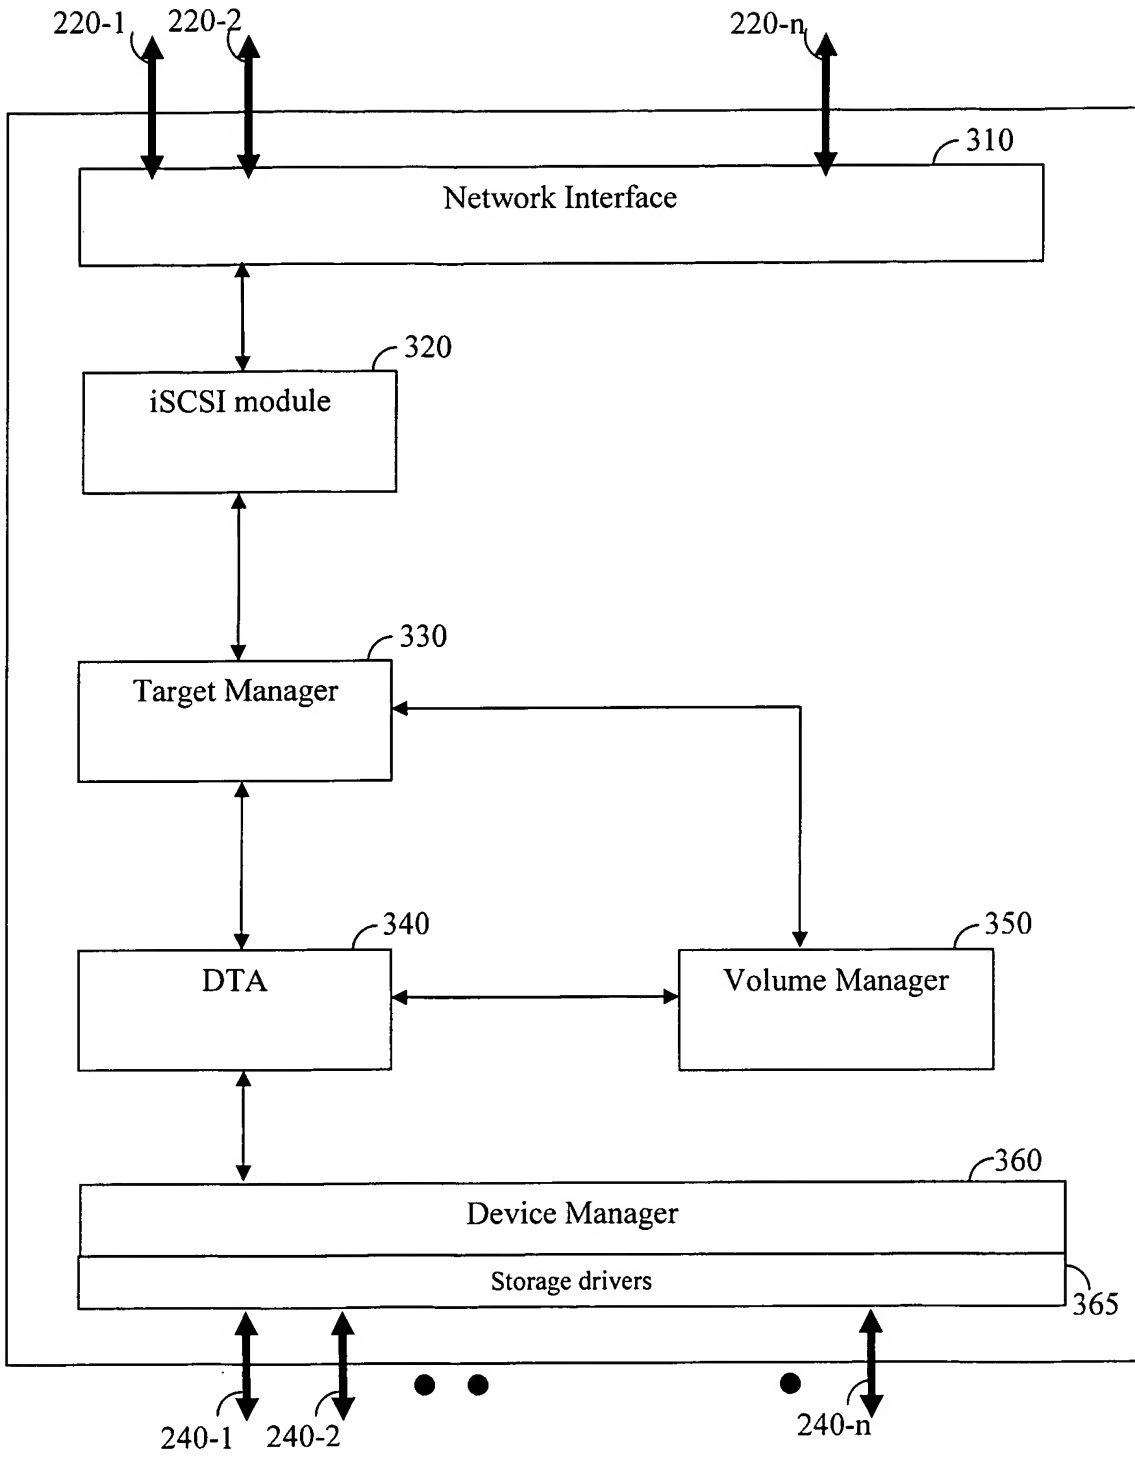 220-1
220-2
220-n
310
Network Interface
320
iSCSI module
330
Target Manager
340
DTA
350
Volume Manager
360
Device Manager
Storage drivers
365
240-1
240-2
240-n